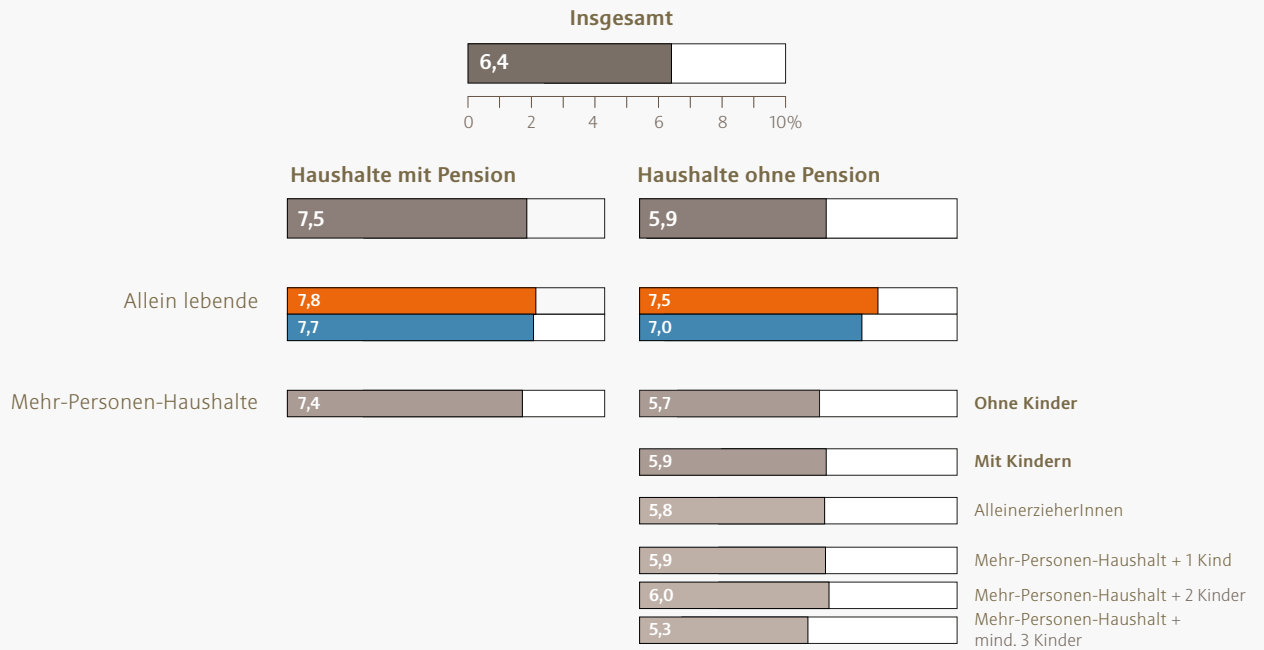 Insgesamt
6,4
0 2 4 6 8 10%
Haushalte mit Pension Haushalte ohne Pension
7,5 5,9
Allein lebende 7,8 7,5
7,7 7,0
Mehr-Personen-Haushalte 7,4 5,7 Ohne Kinder
5,9 Mit Kindern
5,8 AlleinerzieherInnen
5,9 Mehr-Personen-Haushalt + 1 Kind
6,0 Mehr-Personen-Haushalt + 2 Kinder
5,3 Mehr-Personen-Haushalt +
mind. 3 Kinder